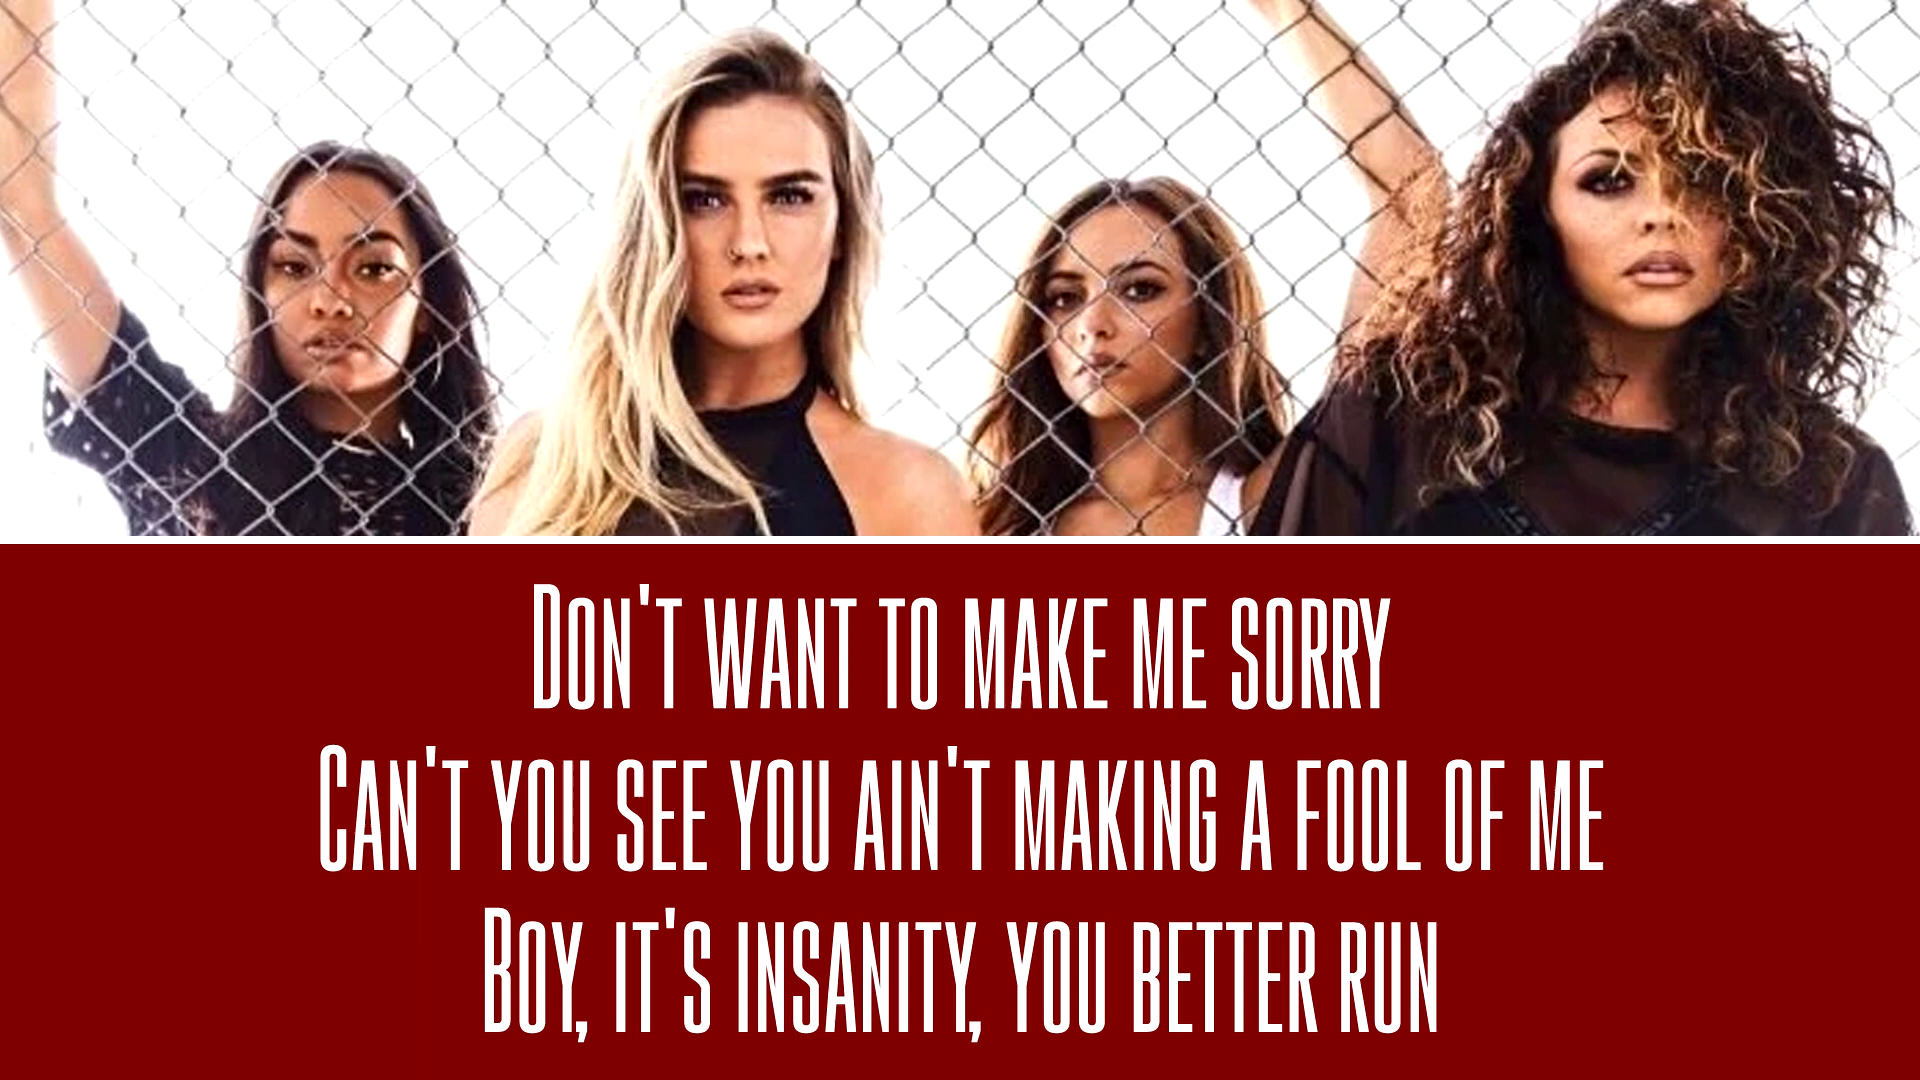 Don't want to make me sorry
Can't you see you ain't making a fool of me
Boy, it's insanity, you better run